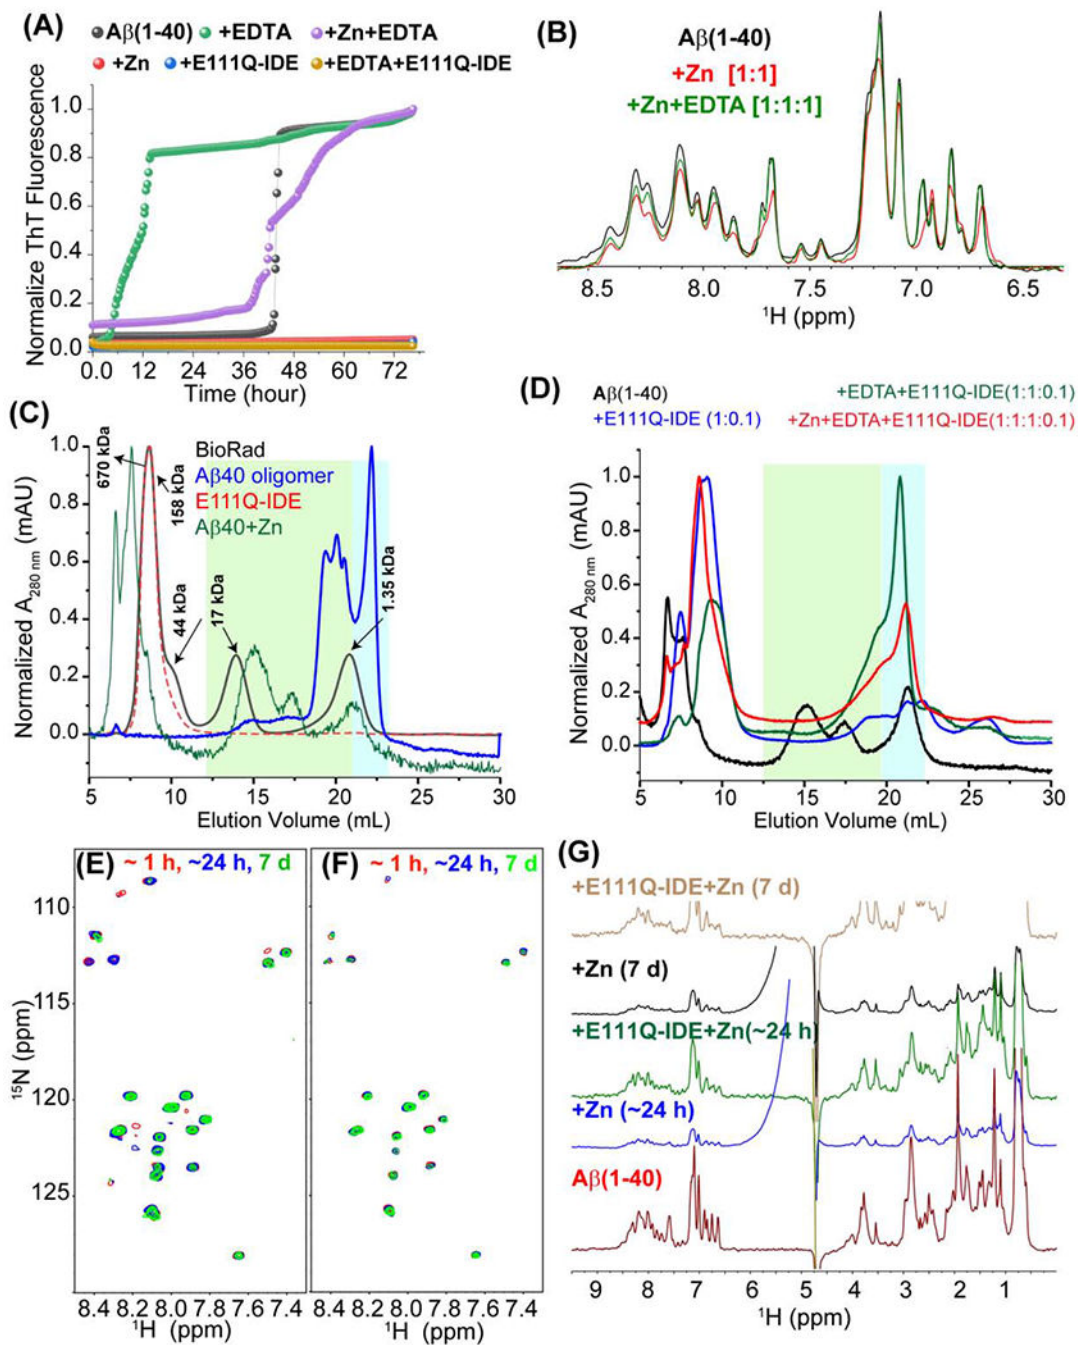 (A)
Aβ(1-40) +EDTA +Zn+EDTA
+Zn +E111Q-IDE +EDTA+E111Q-IDE
Normalize ThT Fluorescence
1.0
0.8
0.6
0.4
0.2
0.0
0.0 12 24 36 48 60 72
Time (hour)
(B)
Aβ(1-40)
+Zn [1:1]
+Zn+EDTA [1:1:1]
8.5 8.0 7.5 7.0 6.5
¹H (ppm)
(C)
BioRad
Aβ40 oligomer
E111Q-IDE
Aβ40+Zn
670 kDa
158 kDa
44 kDa
17 kDa
1.35 kDa
Normalized A280 nm (mAU)
1.0
0.8
0.6
0.4
0.2
0.0
5 10 15 20 25 30
Elution Volume (mL)
(D)
Aβ(1-40) +EDTA+E111Q-IDE(1:1:0.1)
+E111Q-IDE (1:0.1) +Zn+EDTA+E111Q-IDE(1:1:1:0.1)
Normalized A280 nm (mAU)
1.0
0.8
0.6
0.4
0.2
0.0
5 10 15 20 25 30
Elution Volume (mL)
(E) ~ 1 h, ~24 h, 7 d
(F) ~ 1 h, ~24 h, 7 d
¹⁵N (ppm)
110
115
120
125
8.4 8.2 8.0 7.8 7.6 7.4
¹H (ppm)
8.4 8.2 8.0 7.8 7.6 7.4
¹H (ppm)
(G)
+E111Q-IDE+Zn (7 d)
+Zn (7 d)
+E111Q-IDE+Zn(~24 h)
+Zn (~24 h)
Aβ(1-40)
9 8 7 6 5 4 3 2 1
¹H (ppm)